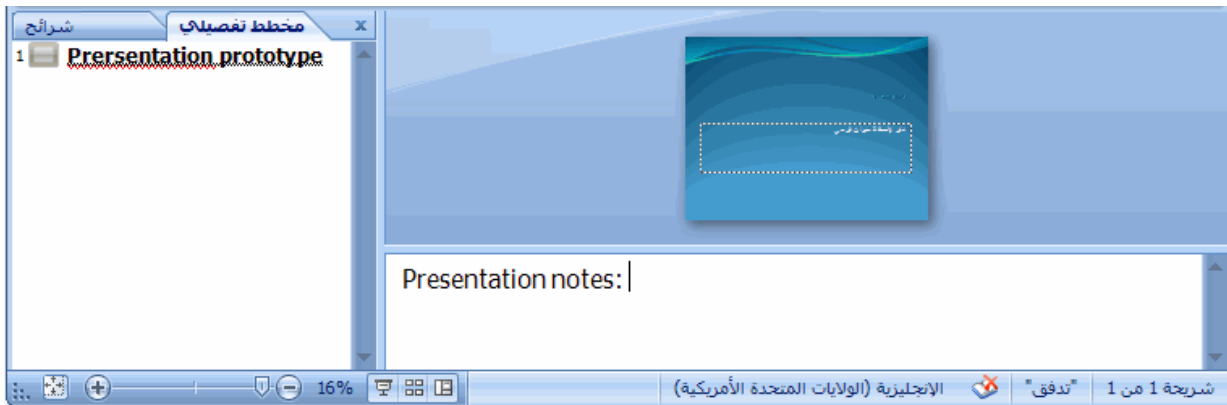 شرائح
مخطط تفصيلي
x
1 Prersentation prototype
Presentation notes:
شريحة 1 من 1
"تدفق"
الإنجليزية (الولايات المتحدة الأمريكية)
16%